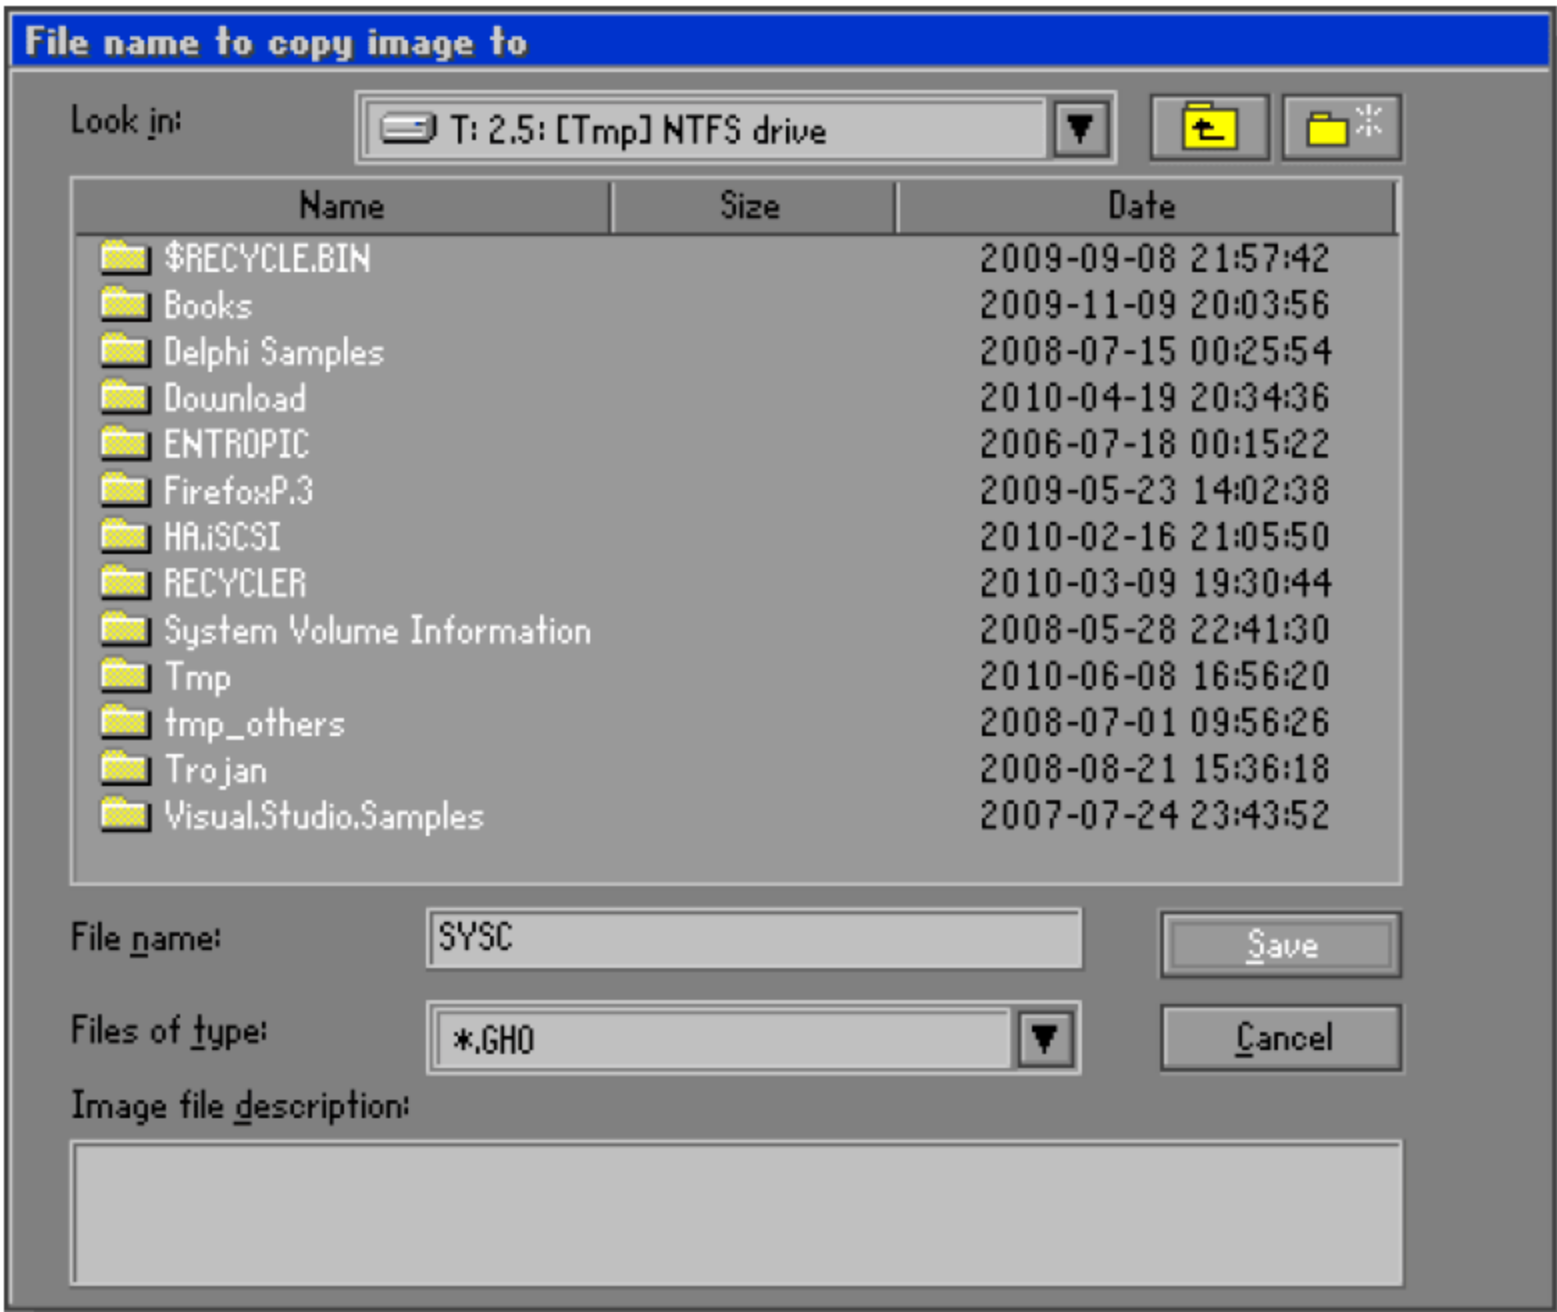 File name to copy image to
Look in: T: 2.5: [Tmp] NTFS drive
Name Size Date
$RECYCLE.BIN 2009-09-08 21:57:42
Books 2009-11-09 20:03:56
Delphi Samples 2008-07-15 00:25:54
Download 2010-04-19 20:34:36
ENTROPIC 2006-07-18 00:15:22
FirefoxP.3 2009-05-23 14:02:38
HA.iSCSI 2010-02-16 21:05:50
RECYCLER 2010-03-09 19:30:44
System Volume Information 2008-05-28 22:41:30
Tmp 2010-06-08 16:56:20
tmp_others 2008-07-01 09:56:26
Trojan 2008-08-21 15:36:18
Visual.Studio.Samples 2007-07-24 23:43:52
File name: SYSC Save
Files of type: *.GHO Cancel
Image file description: